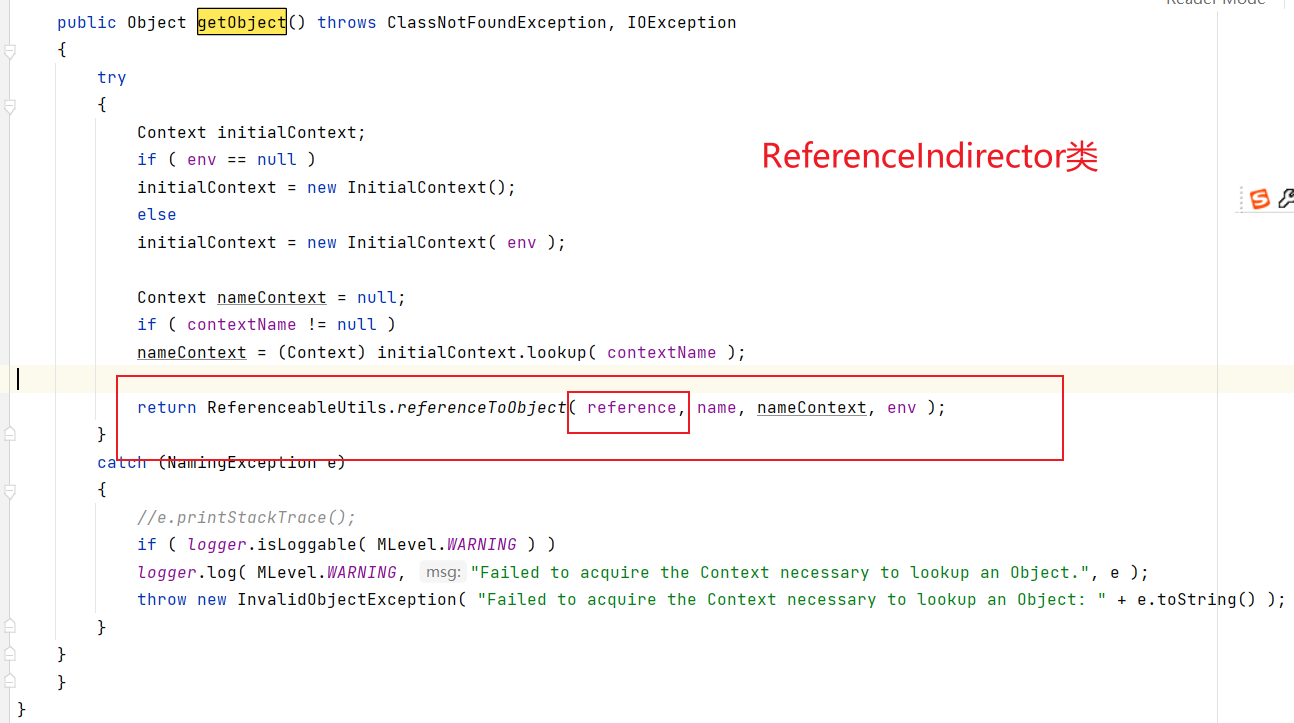 Reader Mode
public Object getObject() throws ClassNotFoundException, IOException
{
try
{
Context initialContext;
if ( env == null )
initialContext = new InitialContext();
else
initialContext = new InitialContext( env );
ReferenceIndirector类
Context nameContext = null;
if ( contextName != null )
nameContext = (Context) initialContext.lookup( contextName );
return ReferenceableUtils.referenceToObject( reference, name, nameContext, env );
}
catch (NamingException e)
{
//e.printStackTrace();
if ( logger.isLoggable( MLevel.WARNING ) )
logger.log( MLevel.WARNING, msg: "Failed to acquire the Context necessary to lookup an Object.", e );
throw new InvalidObjectException( "Failed to acquire the Context necessary to lookup an Object: " + e.toString() );
}
}
}
}